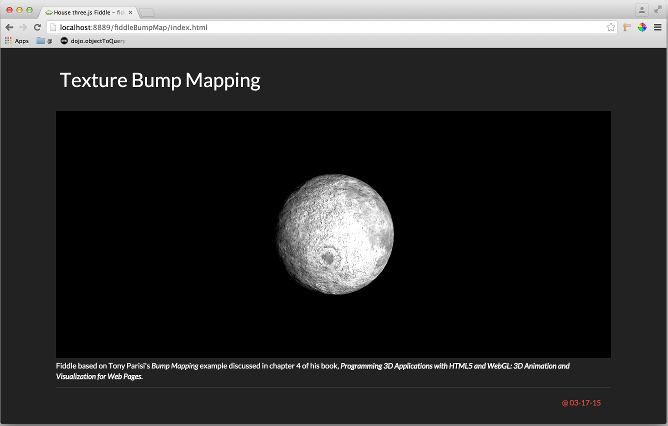 House three.js Fiddle – fid
localhost:8889/fiddleBumpMap/index.html
Apps
@
dojo.objectToQuery
Texture Bump Mapping
Fiddle based on Tony Parisi's Bump Mapping example discussed in chapter 4 of his book, Programming 3D Applications with HTML5 and WebGL: 3D Animation and
Visualization for Web Pages.
@ 03-17-15